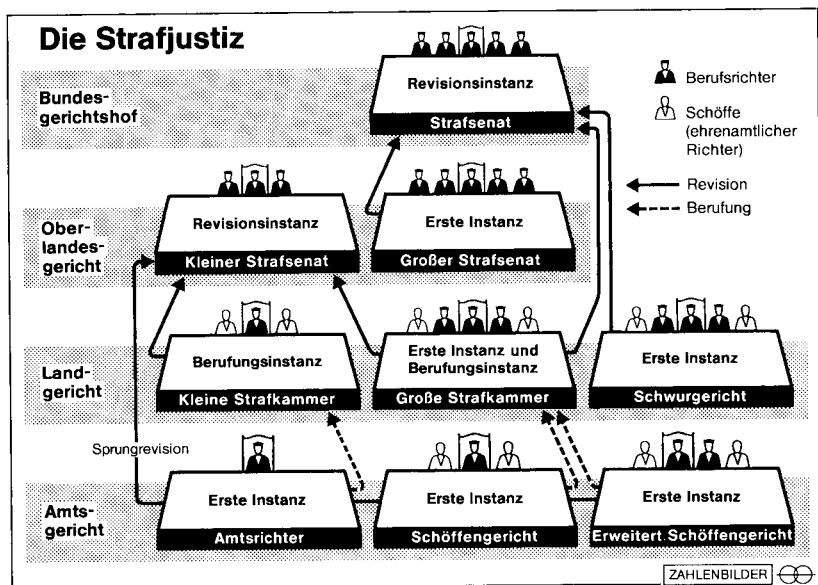 Die Strafjustiz
Bundes-
gerichtshof
Revisionsinstanz
Strafsenat
Berufsrichter
Schöffe
(ehrenamtlicher
Richter)
Revision
Berufung
Ober-
landes-
gericht
Revisionsinstanz
Kleiner Strafsenat
Erste Instanz
Großer Strafsenat
Land-
gericht
Berufungsinstanz
Kleine Strafkammer
Erste Instanz und
Berufungsinstanz
Große Strafkammer
Erste Instanz
Schwurgericht
Sprungrevision
Amts-
gericht
Erste Instanz
Amtsrichter
Erste Instanz
Schöffengericht
Erste Instanz
Erweitert. Schöffengericht
ZAHLENBILDER